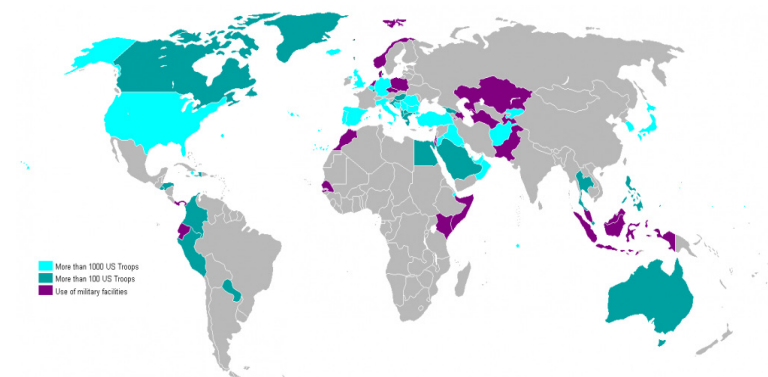 More than 1000 US Troops
More than 100 US Troops
Use of military facilities